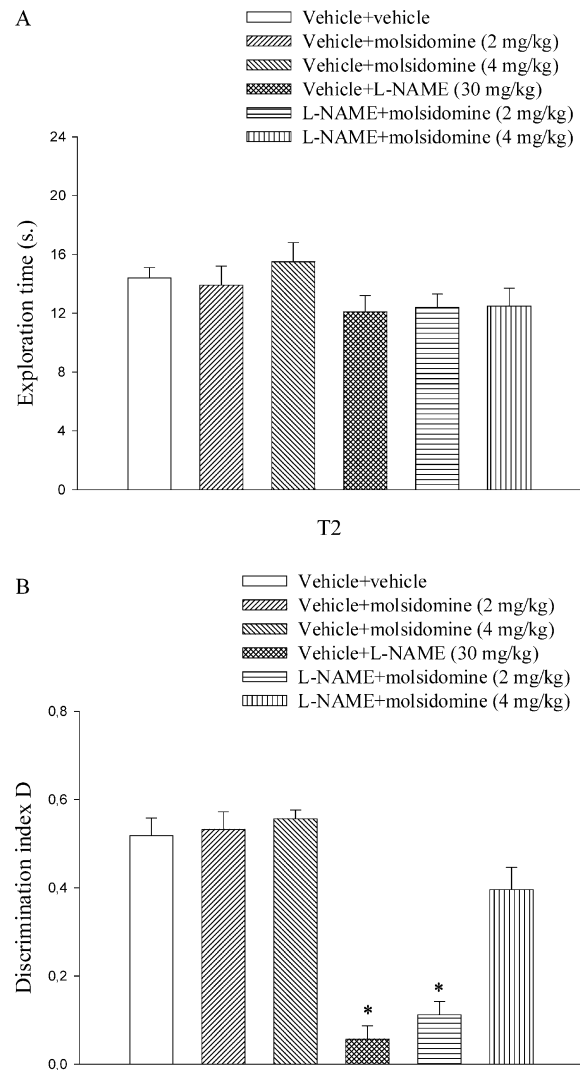 A
Vehicle+vehicle
Vehicle+molsidomine (2 mg/kg)
Vehicle+molsidomine (4 mg/kg)
Vehicle+L-NAME (30 mg/kg)
L-NAME+molsidomine (2 mg/kg)
L-NAME+molsidomine (4 mg/kg)
Exploration time (s.)
24
20
16
12
8
4
0
T2
B
Vehicle+vehicle
Vehicle+molsidomine (2 mg/kg)
Vehicle+molsidomine (4 mg/kg)
Vehicle+L-NAME (30 mg/kg)
L-NAME+molsidomine (2 mg/kg)
L-NAME+molsidomine (4 mg/kg)
Discrimination index D
0,8
0,6
0,4
0,2
0,0
*
*